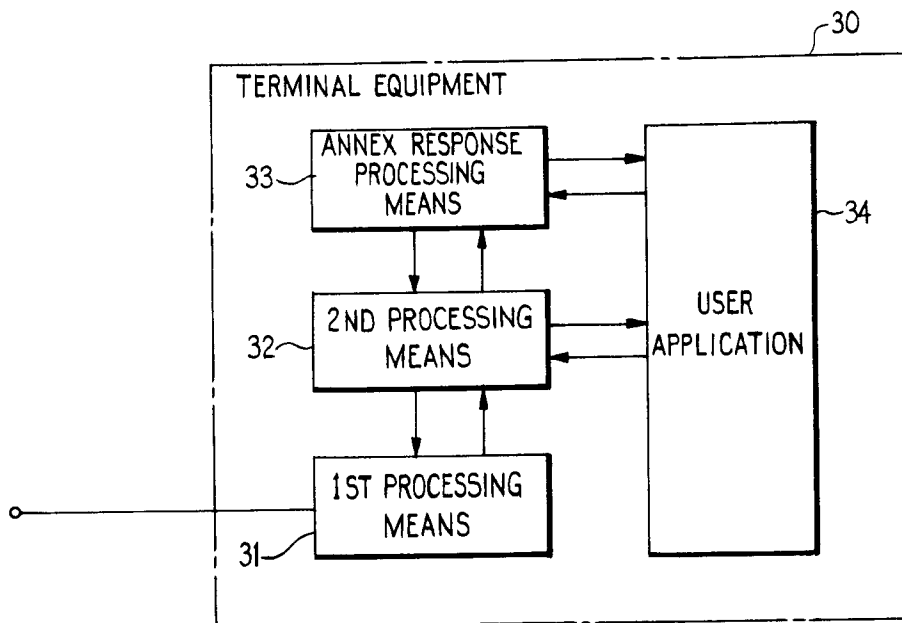 30
TERMINAL EQUIPMENT
ANNEX RESPONSE
PROCESSING
MEANS
33
34
2ND PROCESSING
MEANS
32
USER
APPLICATION
1ST PROCESSING
MEANS
31